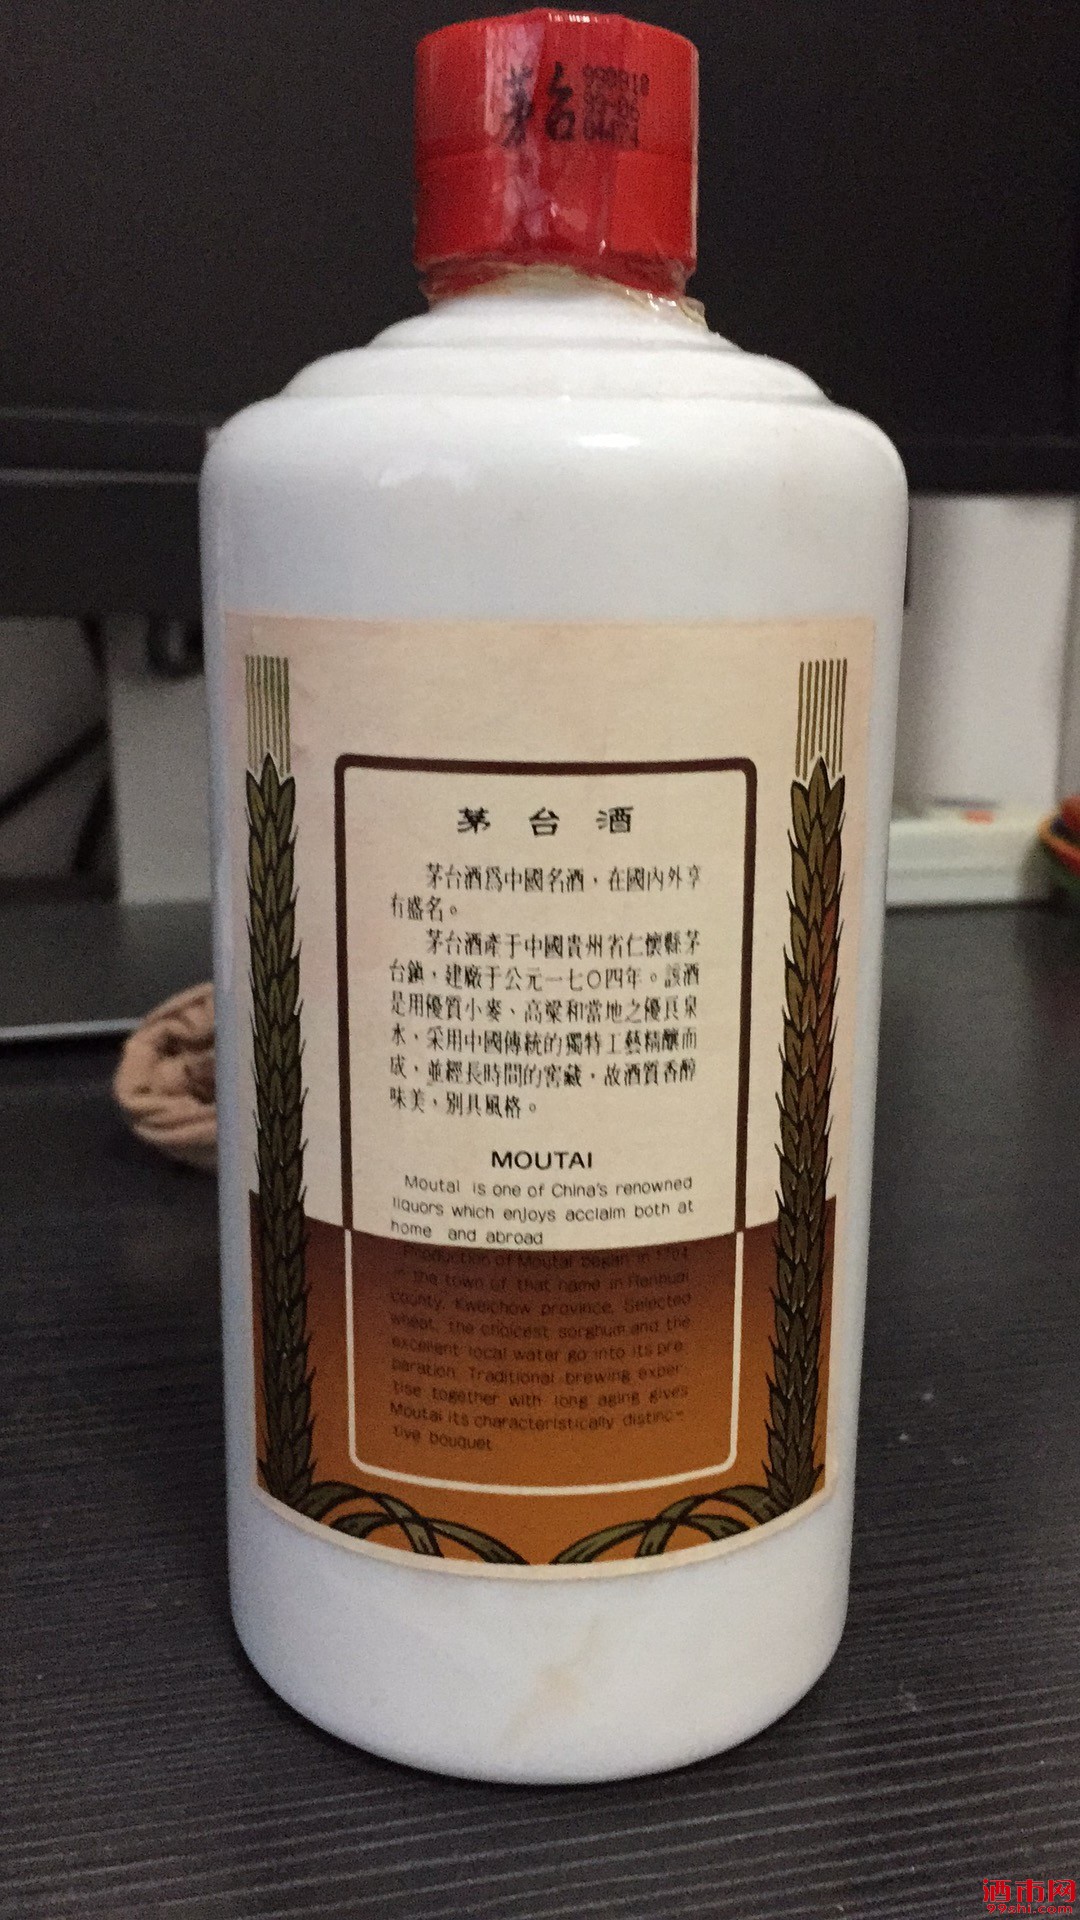 茅台
茅台酒
茅台酒爲中國名酒，在國內外享
有盛名。
茅台酒產于中國貴州省仁懷縣茅
台鎮，建廠于公元一七〇四年。該酒
是用優質小麥、高粱和當地之優良泉
水，采用中國傳統的獨特工藝精釀而
成，並經長時間的窖藏，故酒質香醇
味美，別具風格。
MOUTAI
Moutai is one of China's renowned
liquors which enjoys acclaim both at
home and abroad
Production of Moutai began in 1704
in the town of that name in Renhuai
county, Kweichow province. Selected
wheat, the choicest sorghum and the
excellent local water go into its pre-
paration. Traditional brewing exper-
tise together with long aging gives
Moutai its characteristically distinc-
tive bouquet
酒市网
99shi.com